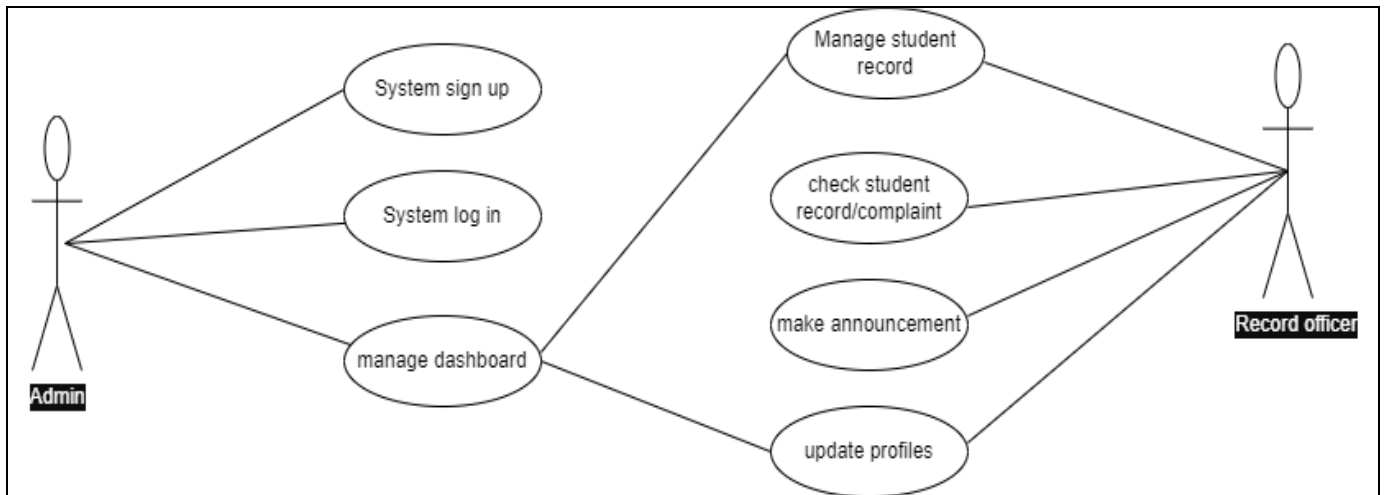 System sign up
System log in
manage dashboard
Admin
Manage student
record
check student
record/complaint
make announcement
update profiles
Record officer